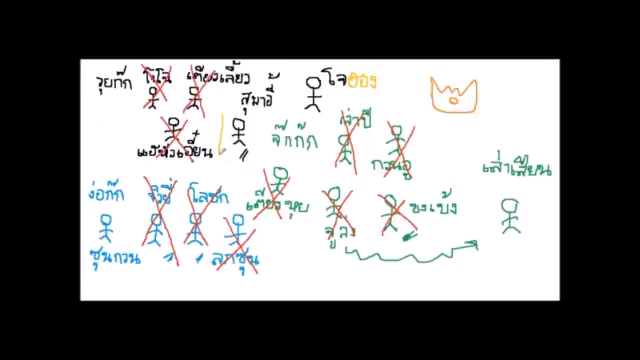 วุยก๊ก
โจโฉ
เตียวเลี้ยว
สุมาอี้
โจฮอง
แฮหัวเอี๋ยน
จ๊กก๊ก
เล่าปี่
กวนอู
เตียวหุย
จูล่ง
ขงเบ้ง
เล่าเสี้ยน
ง่อก๊ก
จิวยี่
โลซก
ซุนกวน
ลกซุน